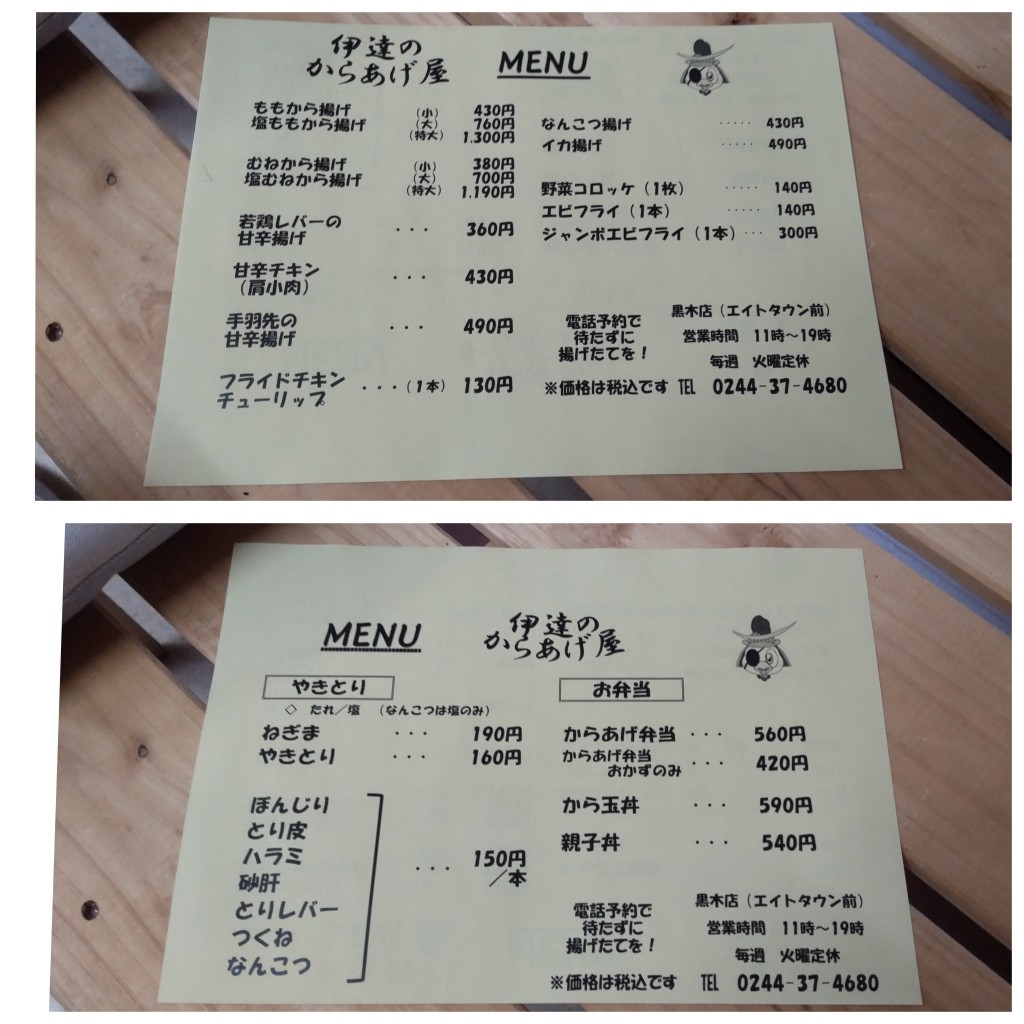 伊達の
からあげ屋
MENU
ももから揚げ (小) 430円
塩ももから揚げ (大) 760円
(特大) 1.300円
むねから揚げ (小) 380円
塩むねから揚げ (大) 700円
(特大) 1.190円
若鶏レバーの
甘辛揚げ ・・・ 360円
甘辛チキン
(肩小肉) ・・・ 430円
手羽先の
甘辛揚げ ・・・ 490円
フライドチキン
チューリップ ・・・(1本) 130円
なんこつ揚げ ・・・・・ 430円
イカ揚げ ・・・・・ 490円
野菜コロッケ(1枚) ・・・・・ 140円
エビフライ(1本) ・・・・・ 140円
ジャンボエビフライ(1本)・・・ 300円
電話予約で
待たずに
揚げたてを!
黒木店(エイトタウン前)
営業時間 11時～19時
毎週 火曜定休
※価格は税込です TEL 0244-37-4680
MENU
伊達の
からあげ屋
やきとり
◇ たれ/塩 (なんこつは塩のみ)
ねぎま ・・・ 190円
やきとり ・・・ 160円
ぼんじり
とり皮
ハラミ
砂肝
とりレバー
つくね
なんこつ
・・・ 150円
/本
お弁当
からあげ弁当 ・・・ 560円
からあげ弁当
おかずのみ ・・・ 420円
から玉丼 ・・・ 590円
親子丼 ・・・ 540円
電話予約で
待たずに
揚げたてを!
黒木店(エイトタウン前)
営業時間 11時～19時
毎週 火曜定休
※価格は税込です TEL 0244-37-4680